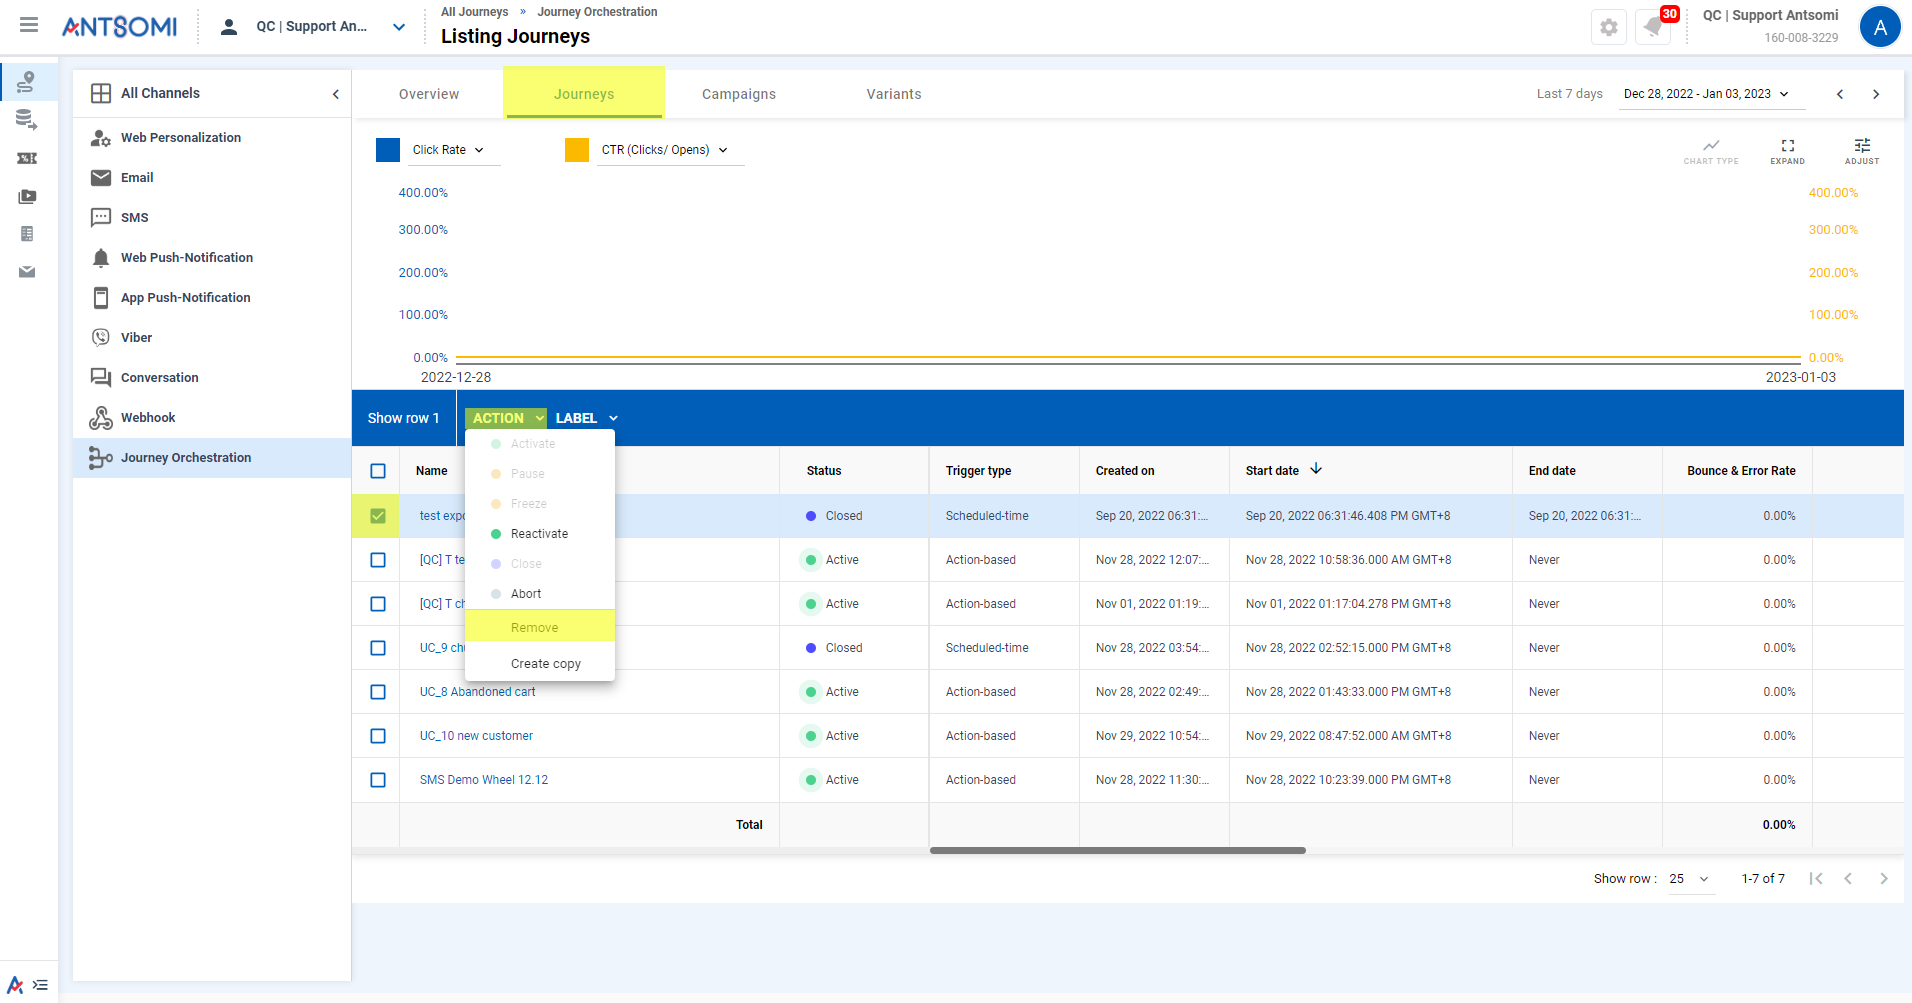 ANTSOMI
QC | Support An...
All Journeys » Journey Orchestration
Listing Journeys
30
QC | Support Antsomi
160-008-3229
A
All Channels
Web Personalization
Email
SMS
Web Push-Notification
App Push-Notification
Viber
Conversation
Webhook
Journey Orchestration
Overview
Journeys
Campaigns
Variants
Last 7 days
Dec 28, 2022 - Jan 03, 2023
Click Rate
CTR (Clicks/ Opens)
CHART TYPE
EXPAND
ADJUST
400.00% 400.00%
300.00% 300.00%
200.00% 200.00%
100.00% 100.00%
0.00% 0.00%
2022-12-28 2023-01-03
Show row 1
ACTION
LABEL
Activate
Pause
Freeze
Reactivate
Close
Abort
Remove
Create copy
Name Status Trigger type Created on Start date End date Bounce & Error Rate
test expo Closed Scheduled-time Sep 20, 2022 06:31:... Sep 20, 2022 06:31:46.408 PM GMT+8 Sep 20, 2022 06:31:... 0.00%
[QC] T te Active Action-based Nov 28, 2022 12:07:... Nov 28, 2022 10:58:36.000 AM GMT+8 Never 0.00%
[QC] T ch Active Action-based Nov 01, 2022 01:19:... Nov 01, 2022 01:17:04.278 PM GMT+8 Never 0.00%
UC_9 ch Closed Scheduled-time Nov 28, 2022 03:54:... Nov 28, 2022 02:52:15.000 PM GMT+8 Never 0.00%
UC_8 Abandoned cart Active Action-based Nov 28, 2022 02:49:... Nov 28, 2022 01:43:33.000 PM GMT+8 Never 0.00%
UC_10 new customer Active Action-based Nov 29, 2022 10:54:... Nov 29, 2022 08:47:52.000 AM GMT+8 Never 0.00%
SMS Demo Wheel 12.12 Active Action-based Nov 28, 2022 11:30:... Nov 28, 2022 10:23:39.000 PM GMT+8 Never 0.00%
Total 0.00%
Show row : 25 1-7 of 7